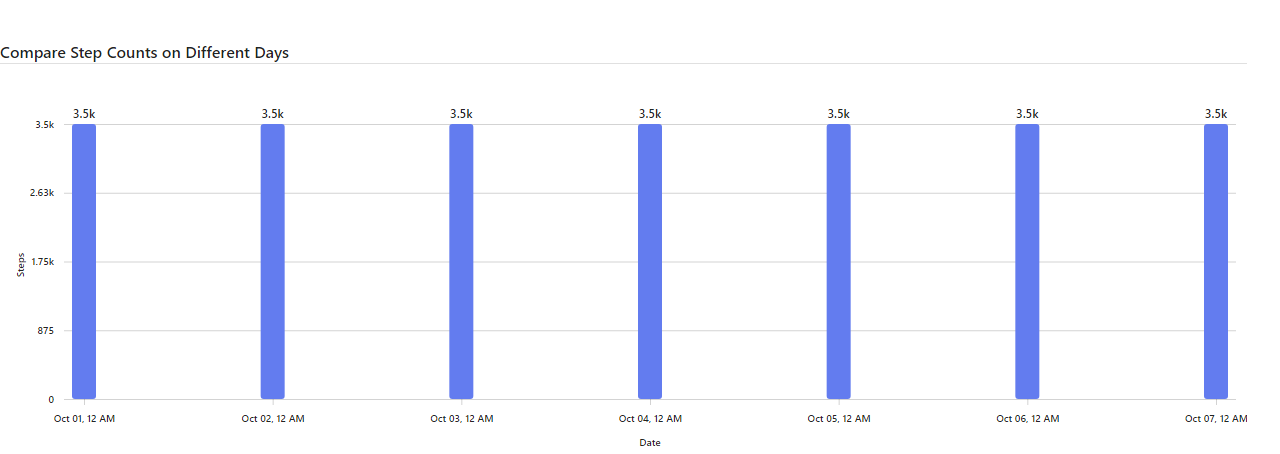 Compare Step Counts on Different Days
3.5k 3.5k 3.5k 3.5k 3.5k 3.5k 3.5k
3.5k
2.63k
1.75k
875
0
Steps
Oct 01, 12 AM Oct 02, 12 AM Oct 03, 12 AM Oct 04, 12 AM Oct 05, 12 AM Oct 06, 12 AM Oct 07, 12 AM
Date